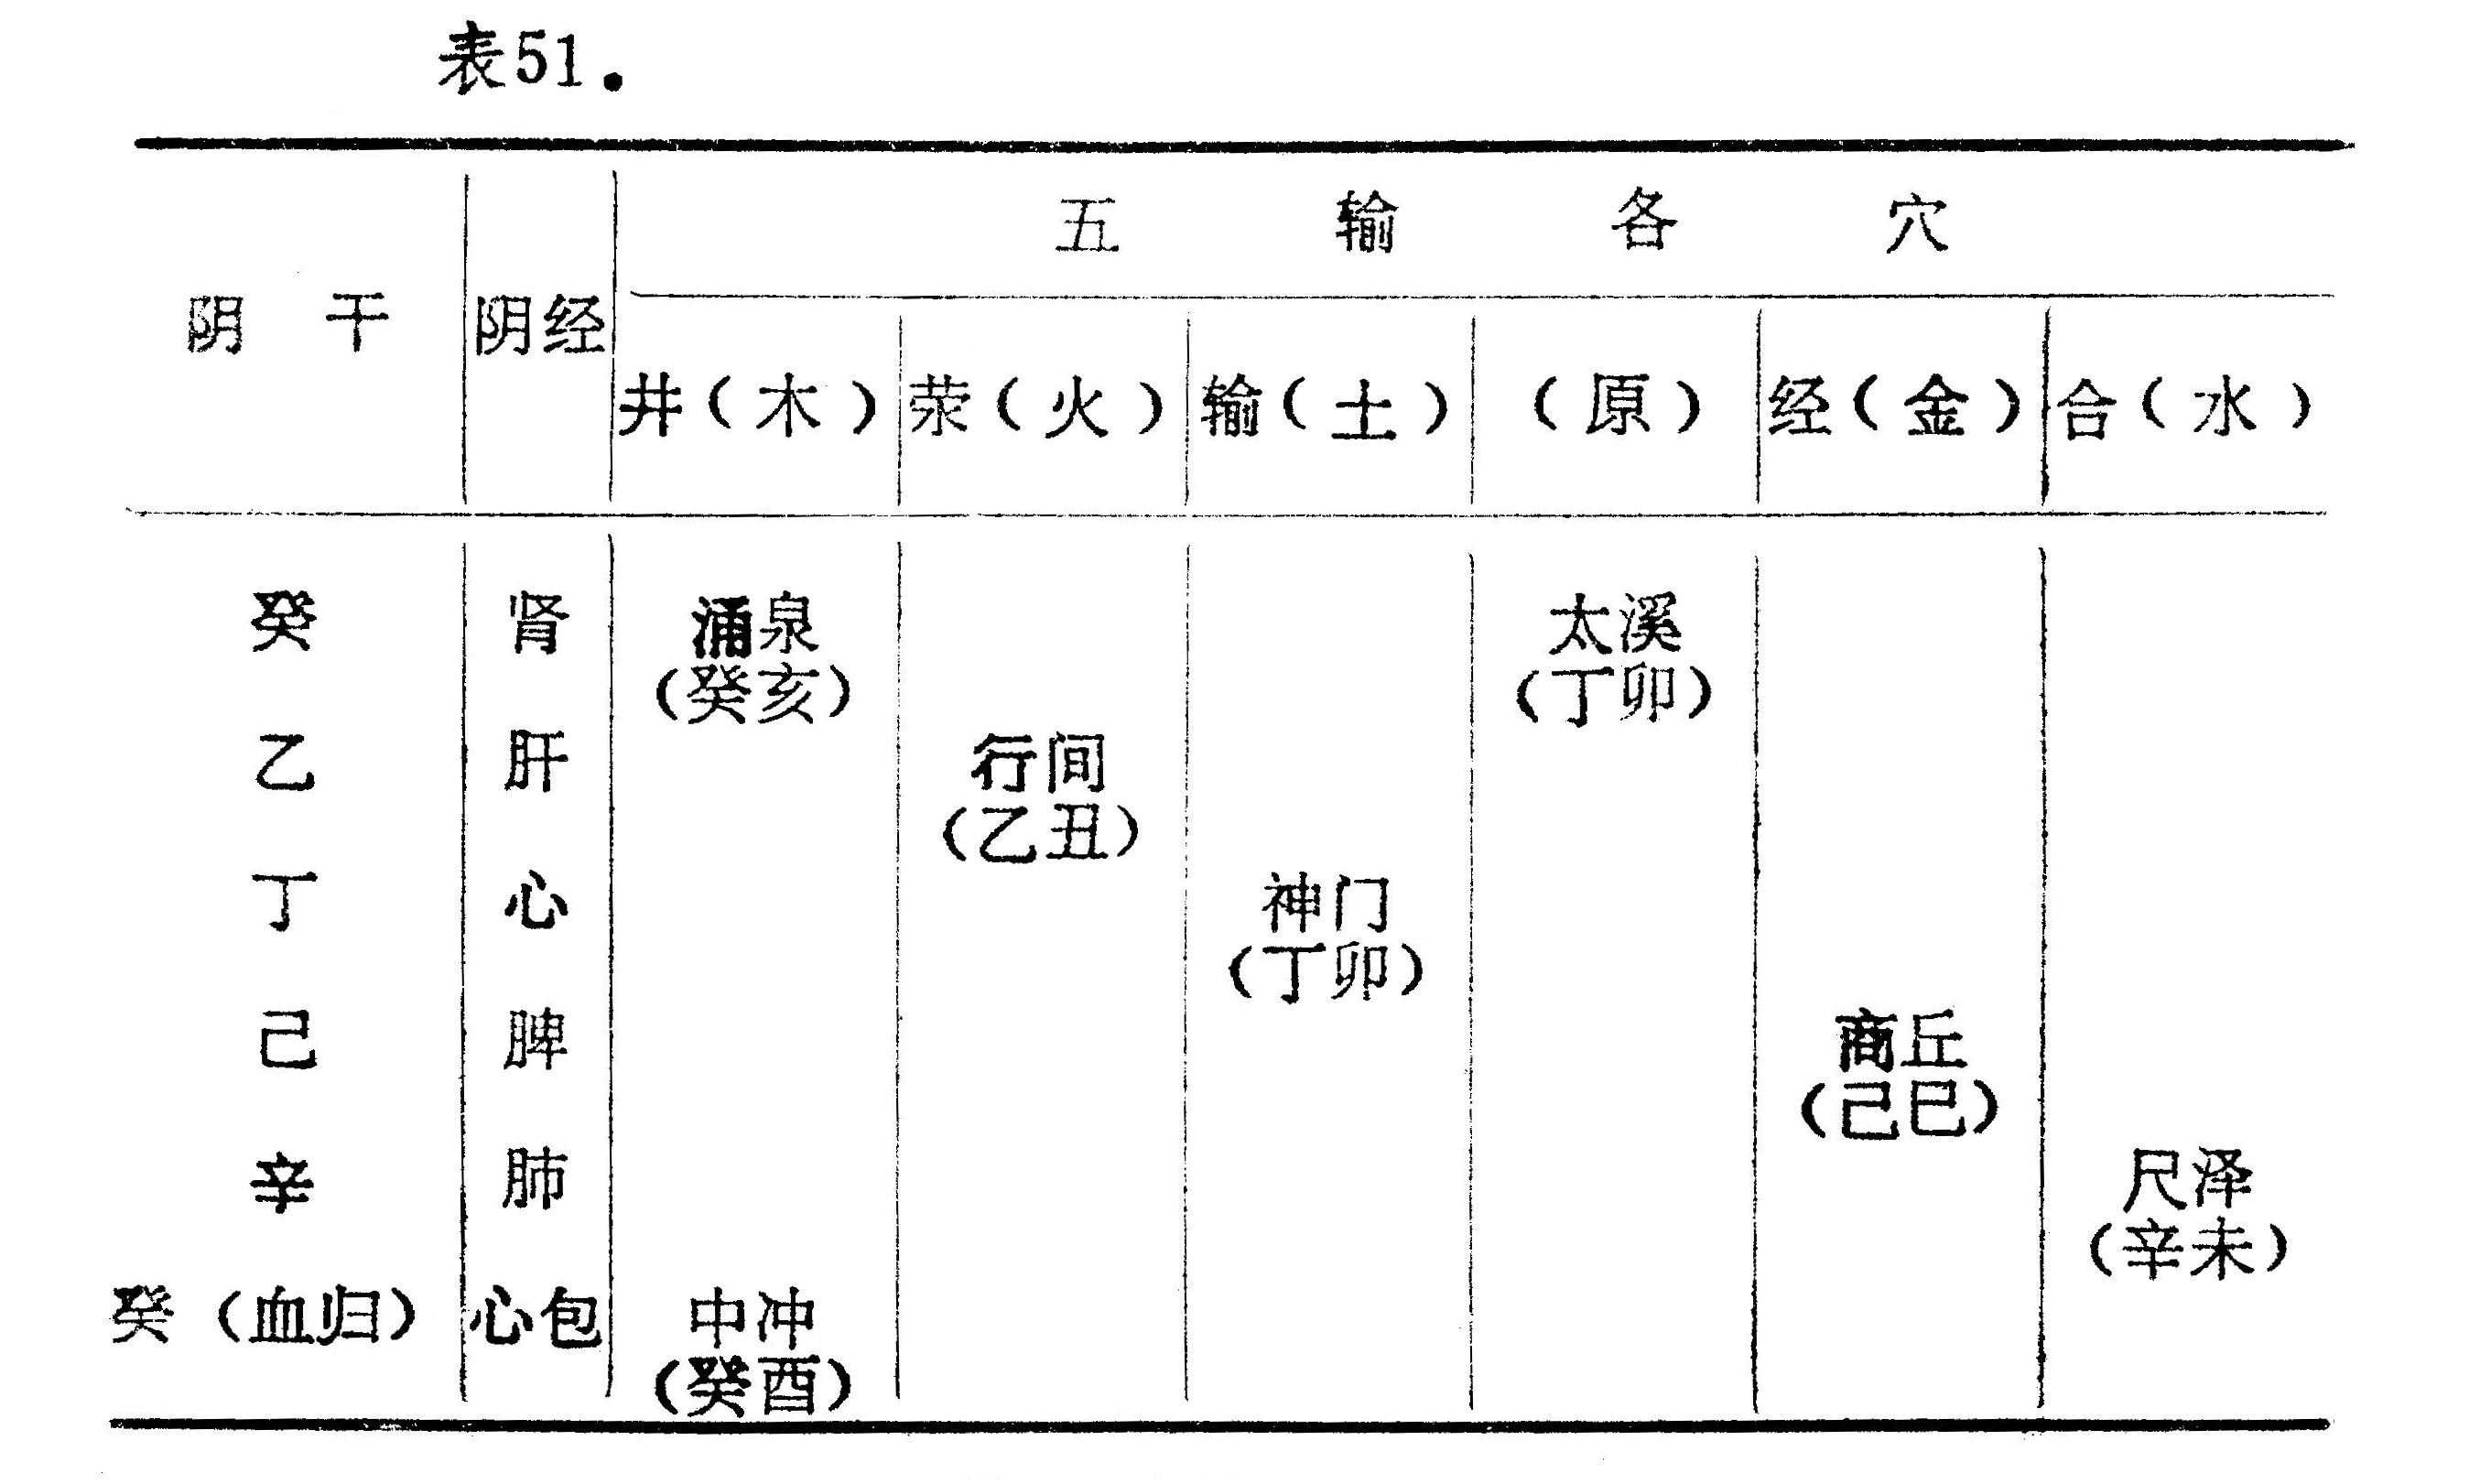 表51.
五 输 各 穴
阴 干 阴经
井(木) 荥(火) 输(土) (原) 经(金) 合(水)
癸 肾 涌泉 太溪
(癸亥) (丁卯)
乙 肝 行间
(乙丑)
丁 心 神门
(丁卯)
己 脾 商丘
(己巳)
辛 肺 尺泽
(辛未)
癸(血归) 心包 中冲
(癸酉)